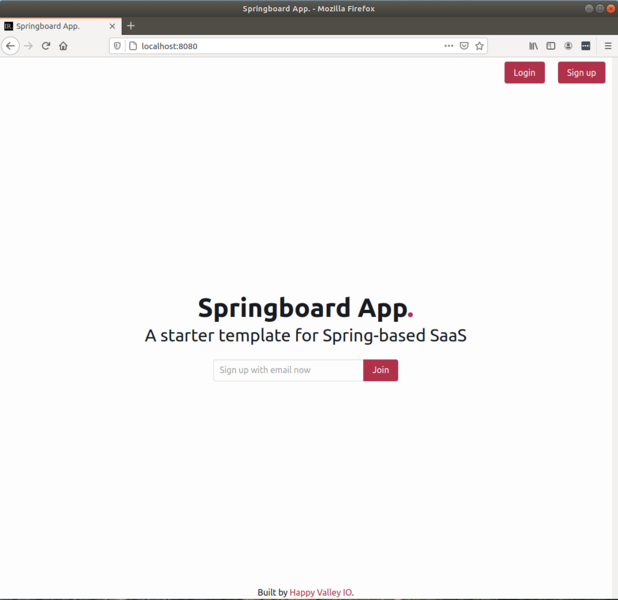 Springboard App. - Mozilla Firefox
Springboard App.
localhost:8080
Login
Sign up
Springboard App.
A starter template for Spring-based SaaS
Sign up with email now
Join
Built by Happy Valley IO.